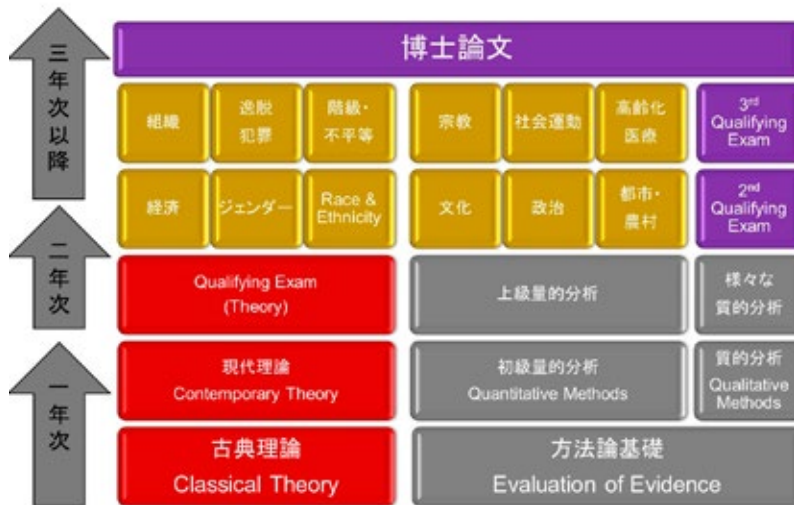 三年次以降
二年次
一年次
博士論文
組織
逸脱
犯罪
階級・
不平等
宗教
社会運動
高齢化
医療
3rd
Qualifying
Exam
経済
ジェンダー
Race &
Ethnicity
文化
政治
都市・
農村
2nd
Qualifying
Exam
Qualifying Exam
(Theory)
上級量的分析
様々な
質的分析
現代理論
Contemporary Theory
初級量的分析
Quantitative Methods
質的分析
Qualitative
Methods
古典理論
Classical Theory
方法論基礎
Evaluation of Evidence